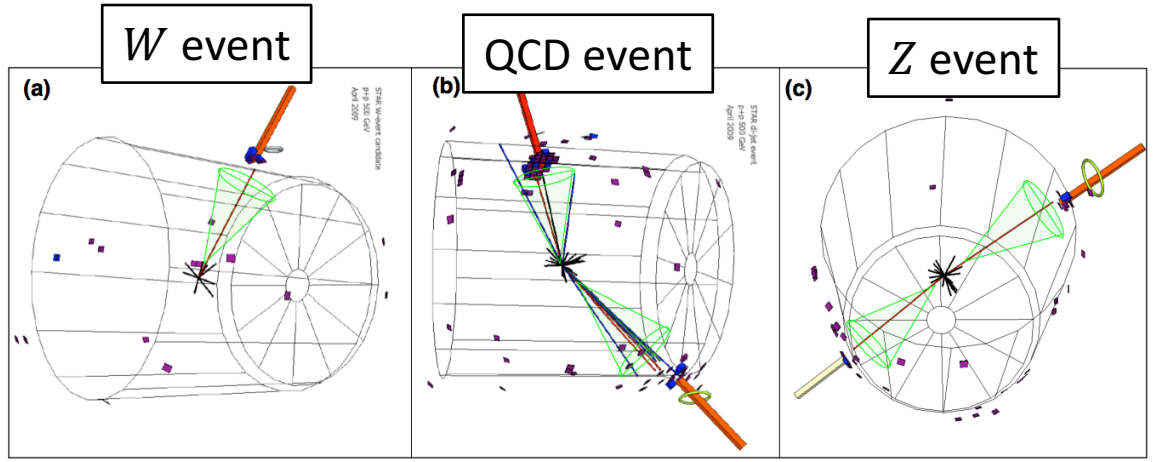 W event
QCD event
Z event
(a)
STAR W-event candidate
p+p 500 GeV
April 2009
(b)
STAR di-jet event
p+p 500 GeV
April 2009
(c)